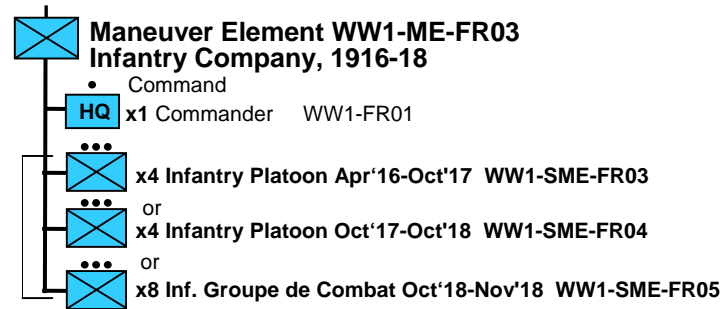 Maneuver Element WW1-ME-FR03
Infantry Company, 1916-18
Command
HQ x1 Commander WW1-FR01
x4 Infantry Platoon Apr‘16-Oct'17 WW1-SME-FR03
or
x4 Infantry Platoon Oct‘17-Oct'18 WW1-SME-FR04
or
x8 Inf. Groupe de Combat Oct‘18-Nov'18 WW1-SME-FR05